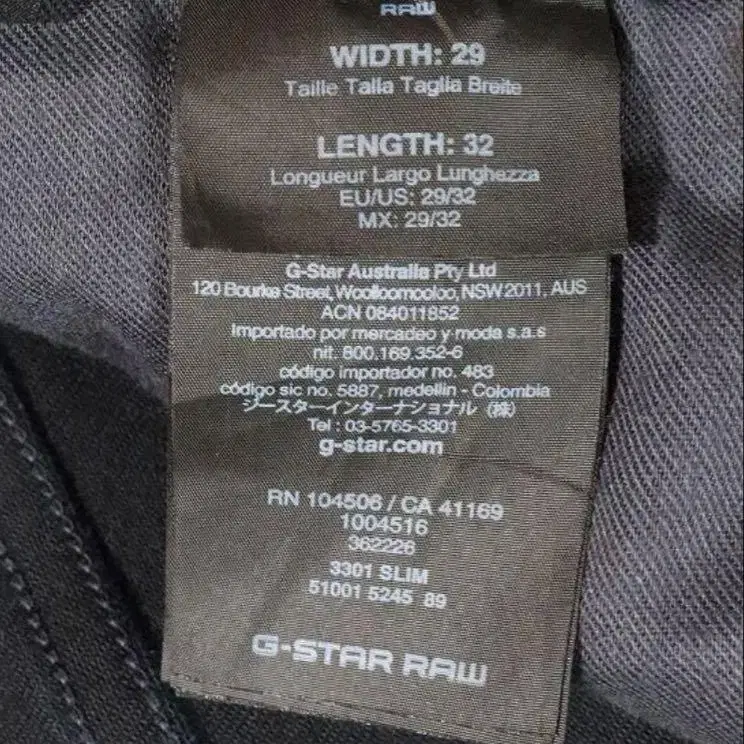 RAW
WIDTH: 29
Taille Talla Taglia Breite
LENGTH: 32
Longueur Largo Lunghezza
EU/US: 29/32
MX: 29/32
G-Star Australia Pty Ltd
120 Bourke Street, Woolloomooloo, NSW 2011, AUS
ACN 084011852
Importado por mercadeo y moda s.a.s
nit. 800.169.352-6
código importador no. 483
código sic no. 5887, medellin - Colombia
ジースターインターナショナル (株)
Tel : 03-5765-3301
g-star.com
RN 104506 / CA 41169
1004516
362226
3301 SLIM
51001 5245 89
G-STAR RAW